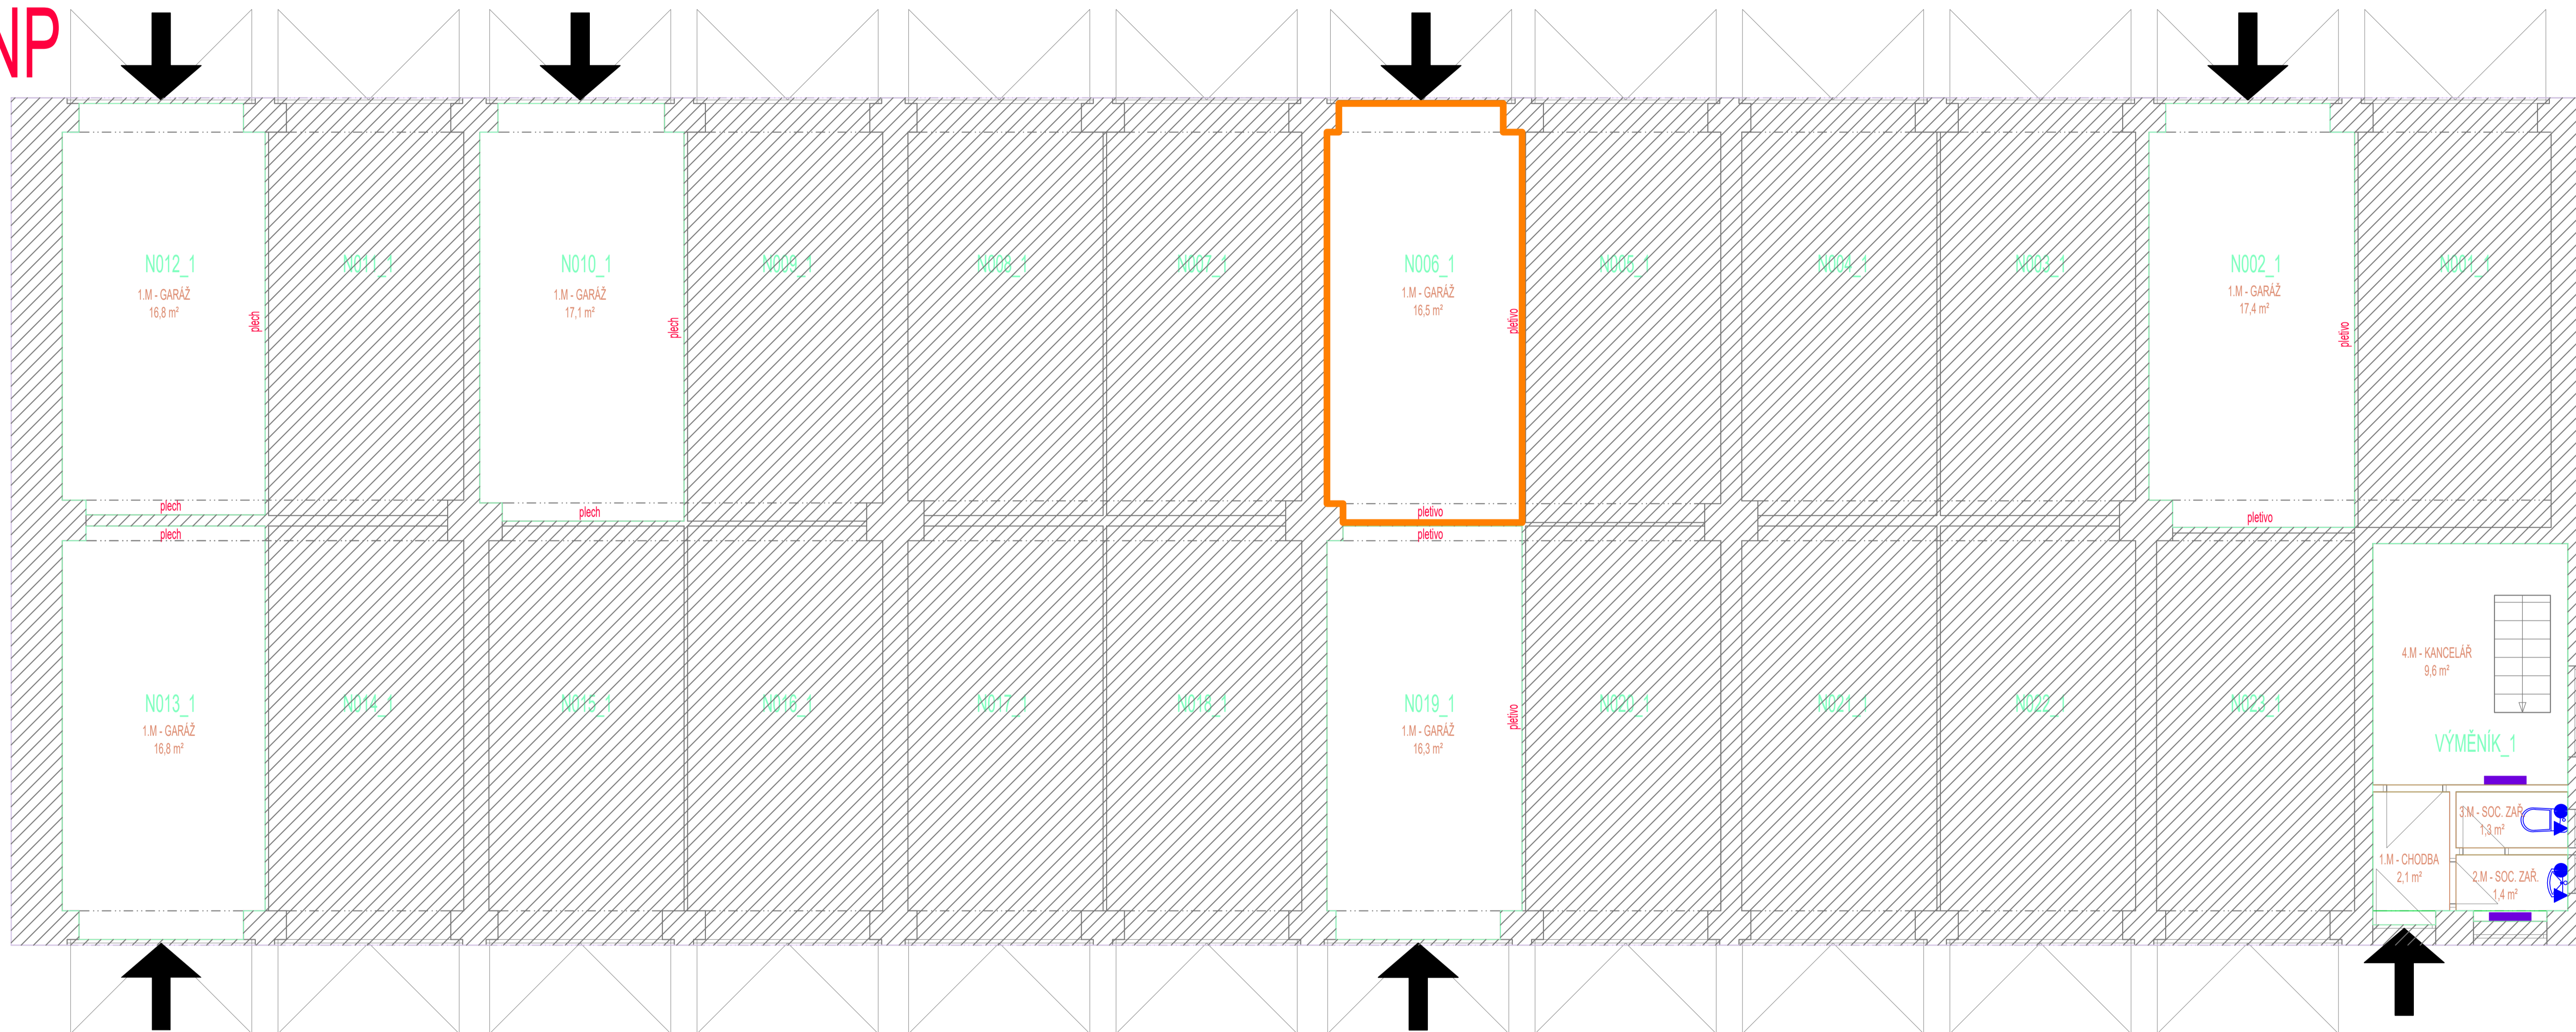 NP
N012_1
1.M - GARÁŽ
16,8 m²
plech
plech
N011_1
N010_1
1.M - GARÁŽ
17,1 m²
plech
plech
N009_1
N008_1
N007_1
N006_1
1.M - GARÁŽ
16,5 m²
pletivo
pletivo
N005_1
N004_1
N003_1
N002_1
1.M - GARÁŽ
17,4 m²
pletivo
pletivo
N001_1
plech
N013_1
1.M - GARÁŽ
16,8 m²
N014_1
N015_1
N016_1
N017_1
N018_1
pletivo
N019_1
1.M - GARÁŽ
16,3 m²
pletivo
N020_1
N021_1
N022_1
N023_1
4.M - KANCELÁŘ
9,6 m²
VÝMĚNÍK_1
3.M - SOC. ZAŘ.
1,3 m²
1.M - CHODBA
2,1 m²
2.M - SOC. ZAŘ.
1,4 m²